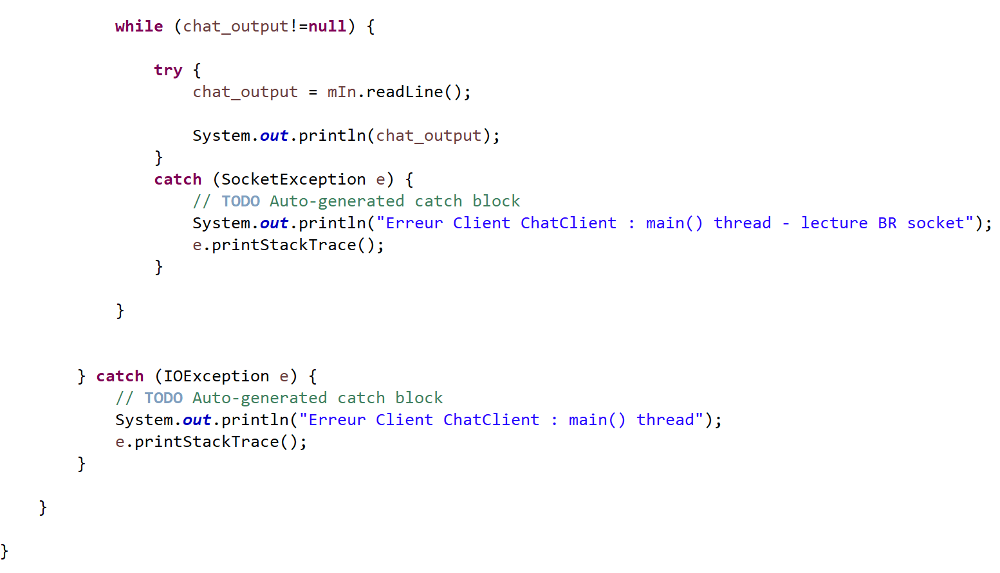 while (chat_output!=null) {
try {
chat_output = mIn.readLine();
System.out.println(chat_output);
}
catch (SocketException e) {
// TODO Auto-generated catch block
System.out.println("Erreur Client ChatClient : main() thread - lecture BR socket");
e.printStackTrace();
}
}
} catch (IOException e) {
// TODO Auto-generated catch block
System.out.println("Erreur Client ChatClient : main() thread");
e.printStackTrace();
}
}
}